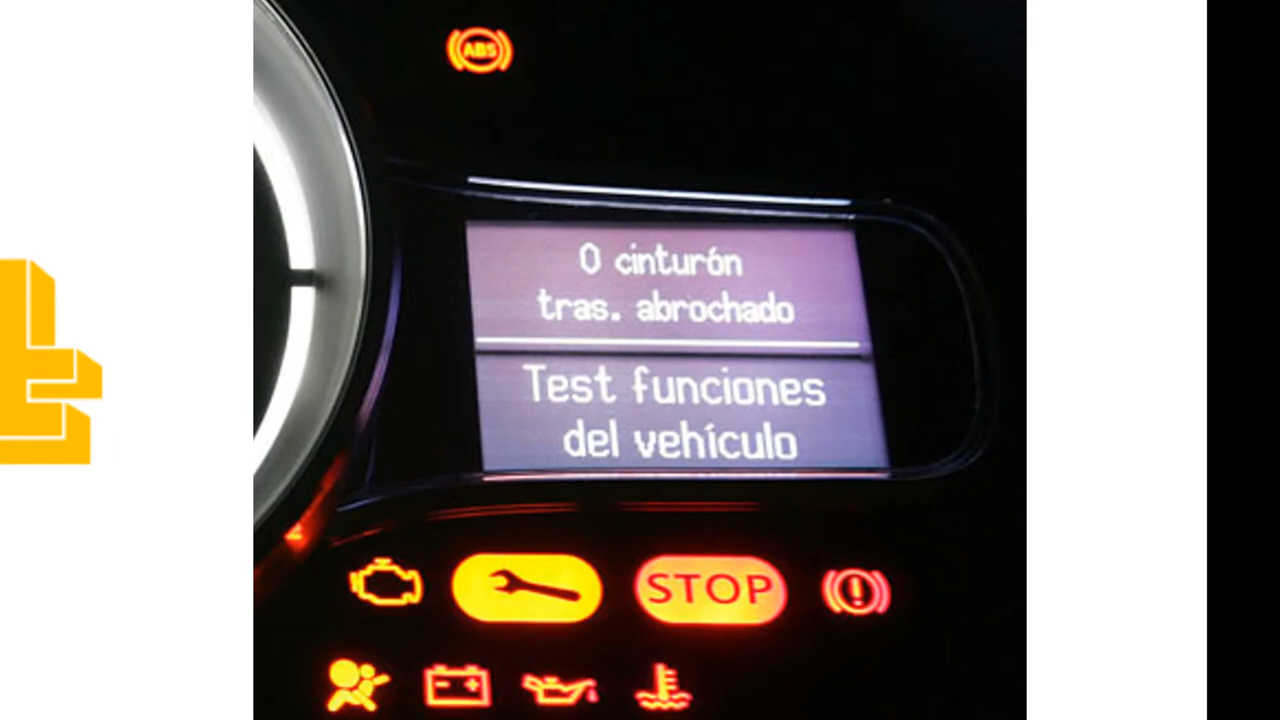 ABS
0 cinturón
tras. abrochado
Test funciones
del vehículo
STOP